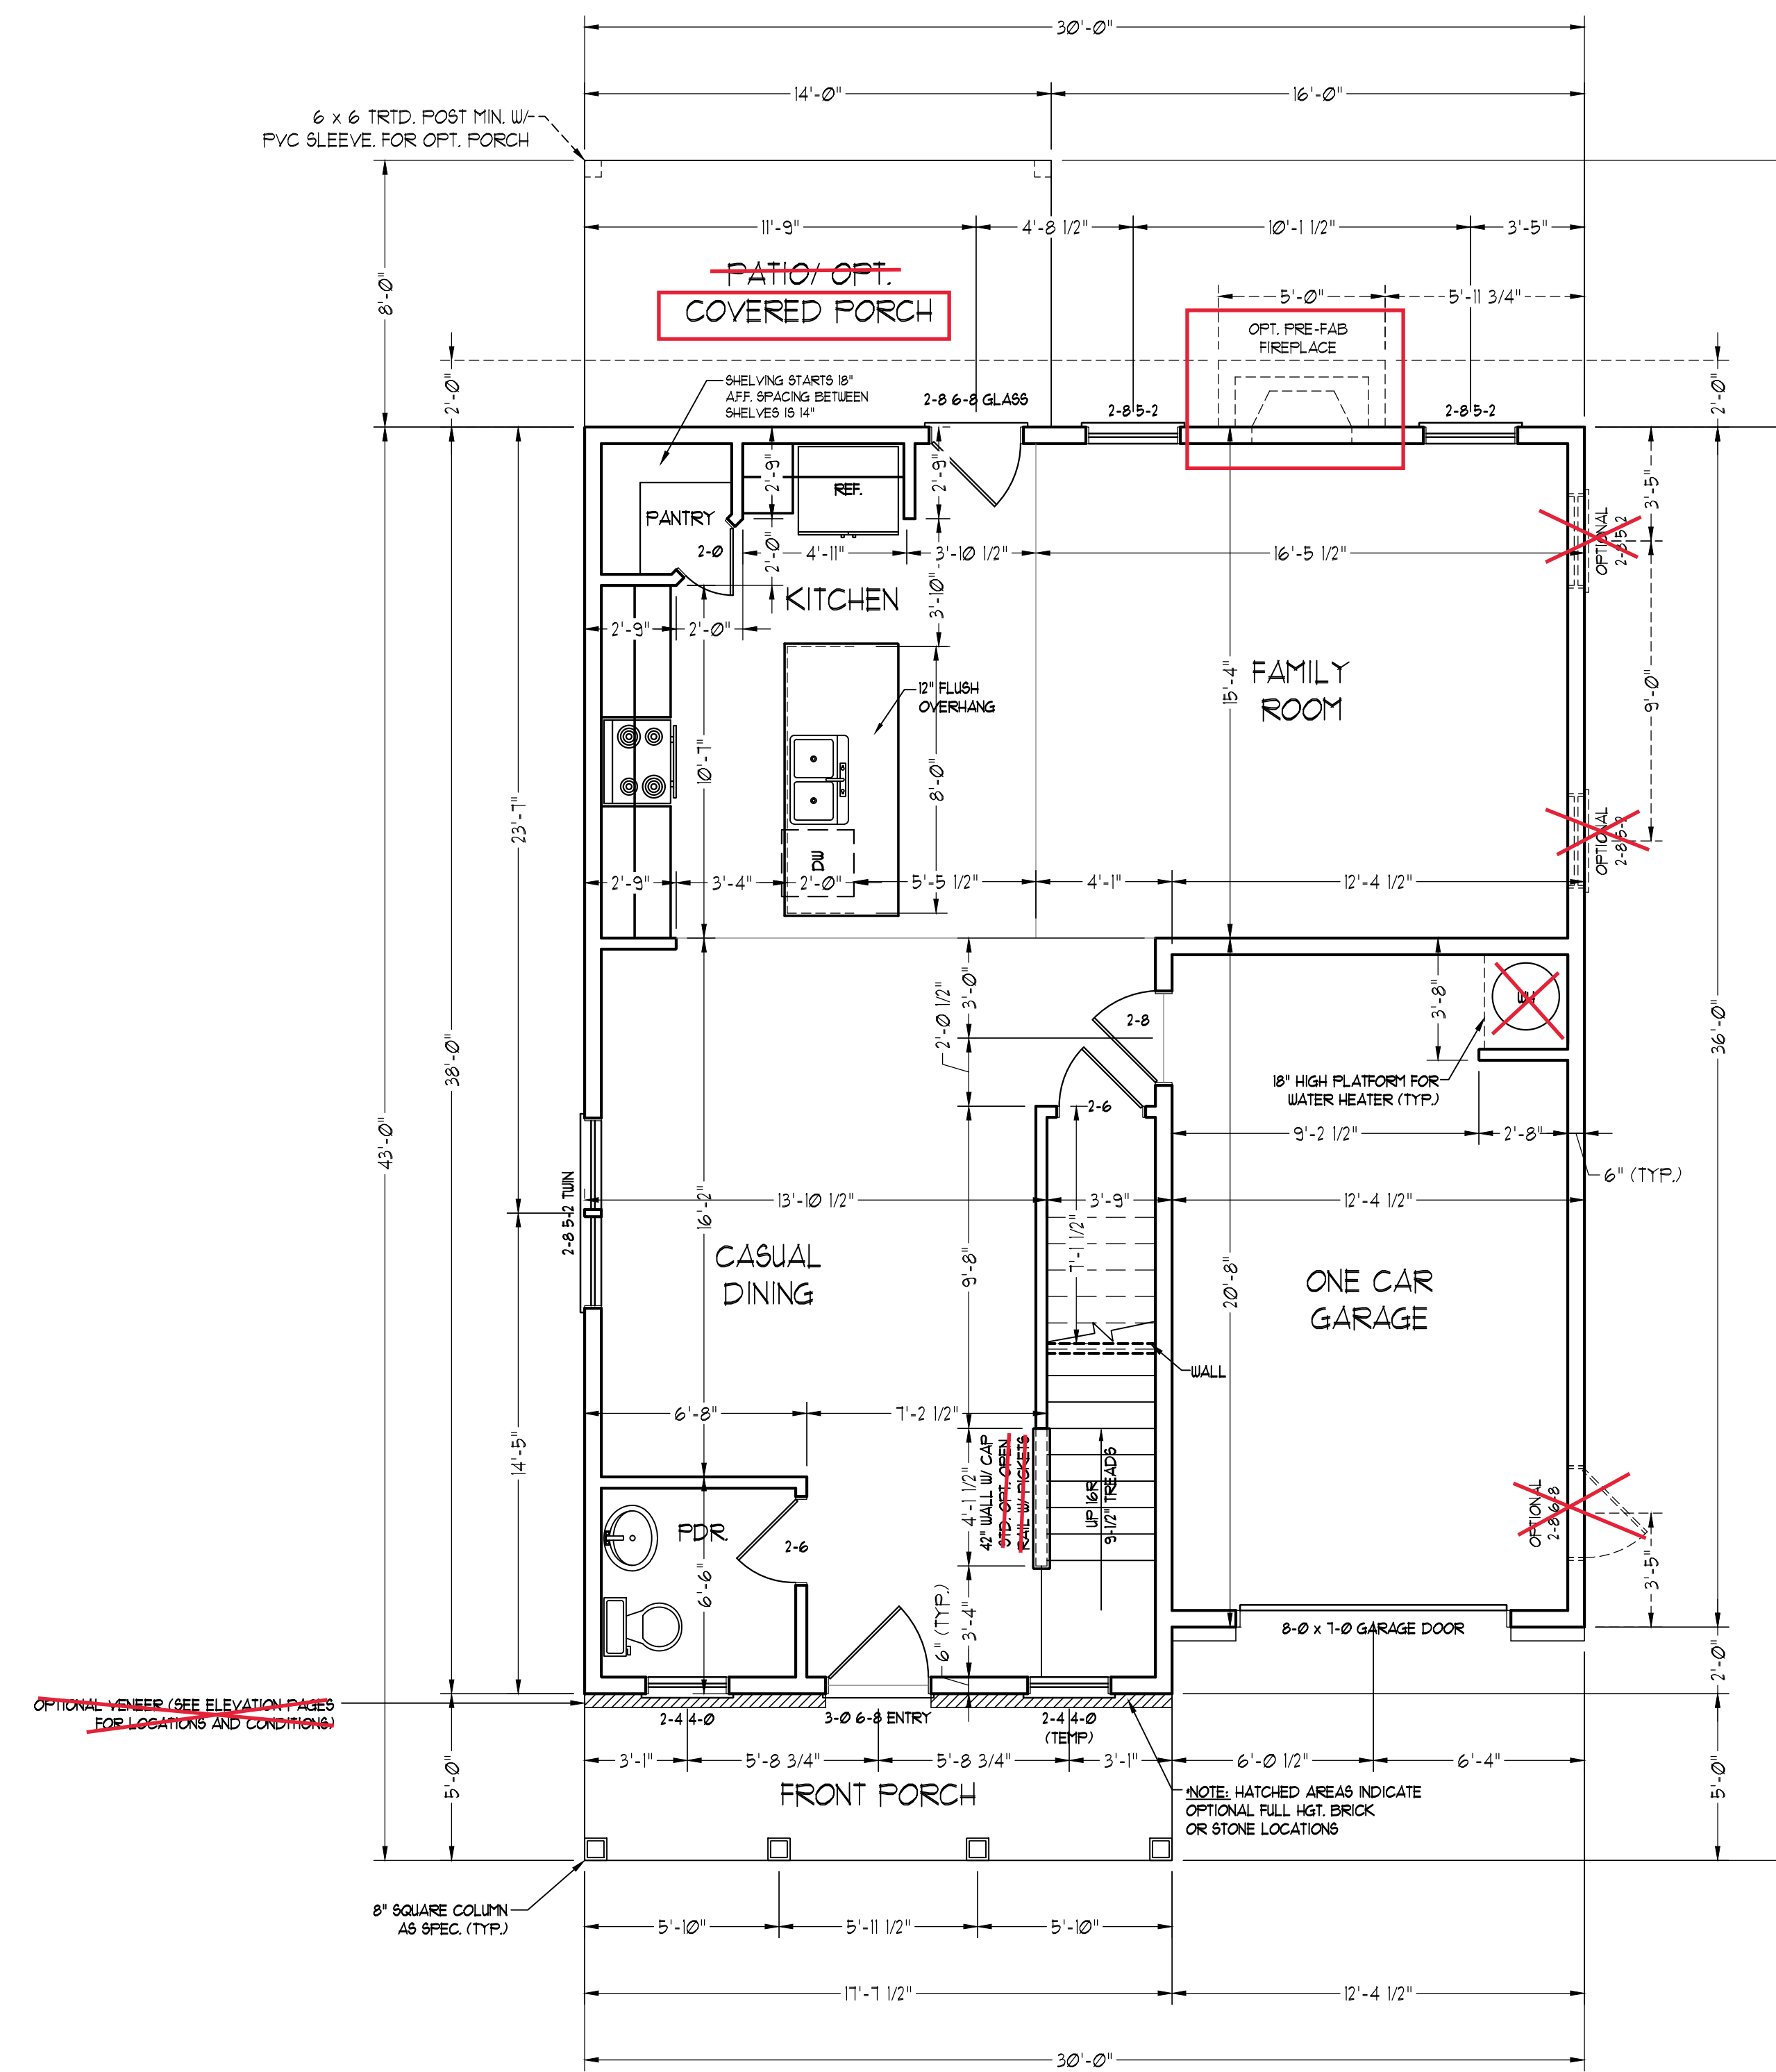 30'-0"
14'-0"
16'-0"
6 x 6 TRTD. POST MIN. W/
PVC SLEEVE. FOR OPT. PORCH
11'-9"
4'-8 1/2"
10'-1 1/2"
3'-5"
8'-0"
PATIO/ OPT.
COVERED PORCH
5'-0"
5'-11 3/4"
OPT. PRE-FAB
FIREPLACE
2'-0"
2'-0"
SHELVING STARTS 18"
AFF. SPACING BETWEEN
SHELVES IS 14"
2-8 6-8 GLASS
2-8 5-2
2-8 5-2
2'-9"
2'-9"
REF.
PANTRY
2-0
2'-0"
4'-11"
3'-10 1/2"
16'-5 1/2"
3'-5"
OPTIONAL
2-8 5-2
KITCHEN
3'-10"
2'-9"
2'-0"
12" FLUSH
OVERHANG
FAMILY
ROOM
15'-4"
9'-0"
10'-7"
8'-0"
23'-7"
OPTIONAL
2-8 5-2
DW
2'-9"
3'-4"
2'-0"
5'-5 1/2"
4'-1"
12'-4 1/2"
3'-0"
2'-0 1/2"
2-8
3'-8"
38'-0"
36'-0"
43'-0"
18" HIGH PLATFORM FOR
WATER HEATER (TYP.)
2-6
9'-2 1/2"
2'-8"
6" (TYP.)
2-8 5-2 TWIN
13'-10 1/2"
3'-9"
12'-4 1/2"
16'-2"
7'-1 1/2"
9'-8"
20'-8"
CASUAL
DINING
ONE CAR
GARAGE
WALL
6'-8"
7'-2 1/2"
14'-5"
42" WALL W/ CAP
STD. OPT. OPEN
RAIL W/ PICKETS
4'-1 1/2"
UP 16R
9-1/2" TREADS
OPTIONAL
2-8 6-8
PDR.
2-6
6'-6"
3'-5"
6" (TYP.)
3'-4"
8-0 x 7-0 GARAGE DOOR
2'-0"
OPTIONAL VENEER (SEE ELEVATION PAGES
FOR LOCATIONS AND CONDITIONS)
2-4 4-0
3-0 6-8 ENTRY
2-4 4-0
(TEMP)
3'-1"
5'-8 3/4"
5'-8 3/4"
3'-1"
6'-0 1/2"
6'-4"
5'-0"
5'-0"
FRONT PORCH
*NOTE: HATCHED AREAS INDICATE
OPTIONAL FULL HGT. BRICK
OR STONE LOCATIONS
8" SQUARE COLUMN
AS SPEC. (TYP.)
5'-10"
5'-11 1/2"
5'-10"
17'-7 1/2"
12'-4 1/2"
30'-0"